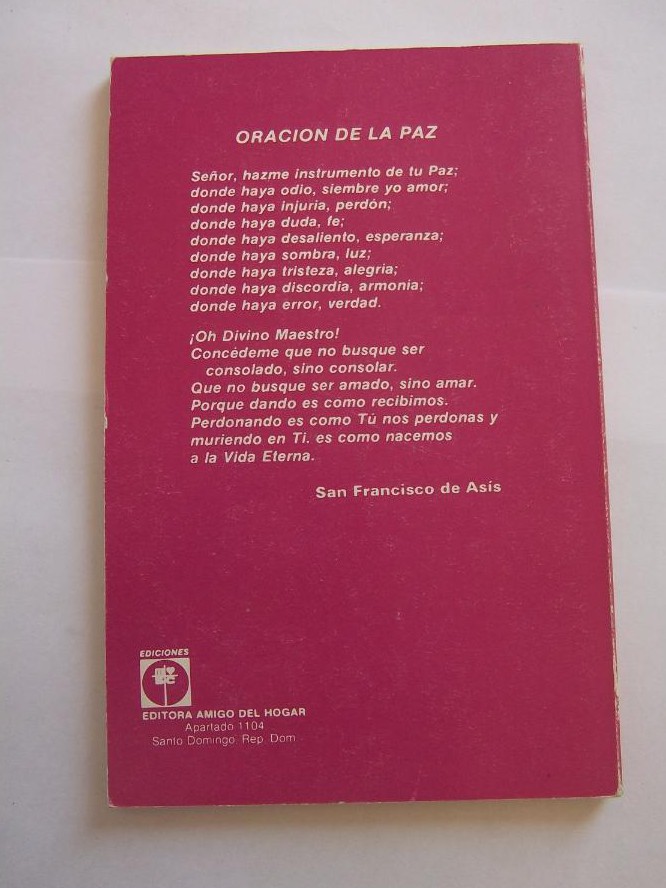 ORACION DE LA PAZ
Señor, hazme instrumento de tu Paz;
donde haya odio, siembre yo amor;
donde haya injuria, perdón;
donde haya duda, fe;
donde haya desaliento, esperanza;
donde haya sombra, luz;
donde haya tristeza, alegria;
donde haya discordia, armonia;
donde haya error, verdad.
¡Oh Divino Maestro!
Concédeme que no busque ser
consolado, sino consolar.
Que no busque ser amado, sino amar.
Porque dando es como recibimos.
Perdonando es como Tú nos perdonas y
muriendo en Ti. es como nacemos
a la Vida Eterna.
San Francisco de Asís
EDICIONES
EDITORA AMIGO DEL HOGAR
Apartado 1104
Santo Domingo. Rep. Dom.